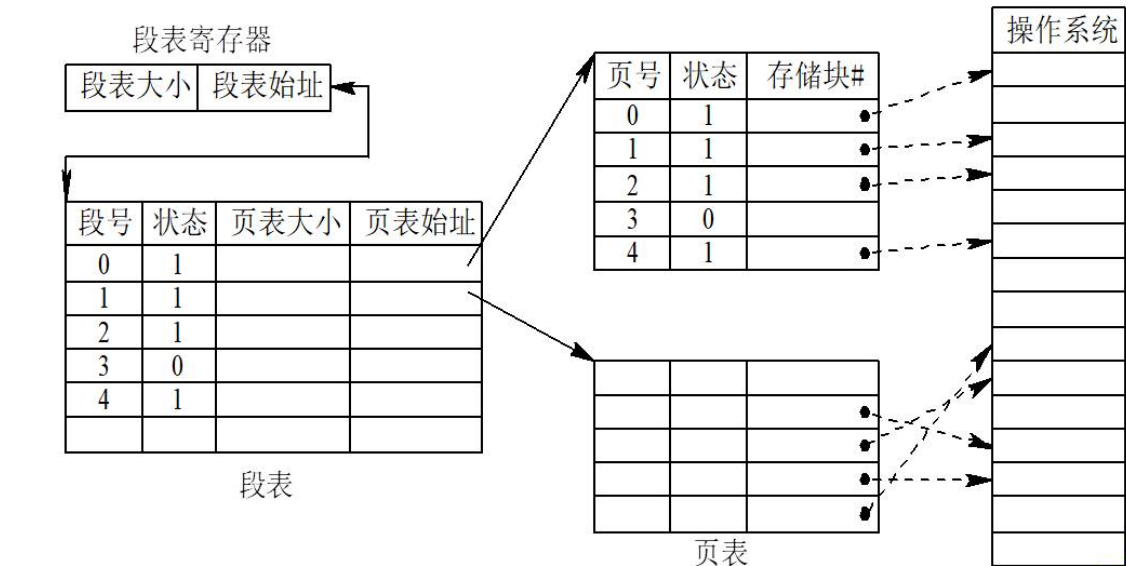 段表寄存器
段表大小 段表始址
段号 状态 页表大小 页表始址
0 1
1 1
2 1
3 0
4 1
段表
页号 状态 存储块#
0 1
1 1
2 1
3 0
4 1
页表
操作系统